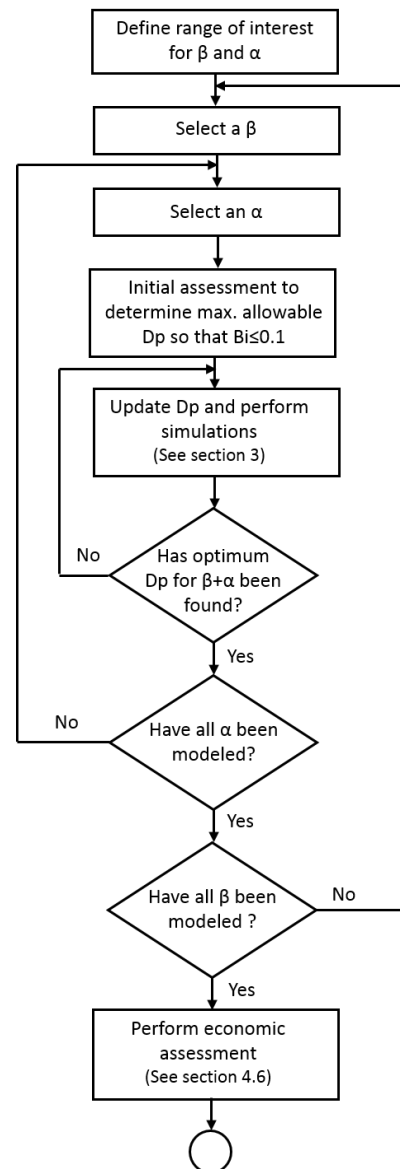 Define range of interest
for β and α
Select a β
Select an α
Initial assessment to
determine max. allowable
Dp so that Bi≤0.1
Update Dp and perform
simulations
(See section 3)
No
Has optimum
Dp for β+α been
found?
Yes
No
Have all α been
modeled?
Yes
Have all β been
modeled ?
No
Yes
Perform economic
assessment
(See section 4.6)